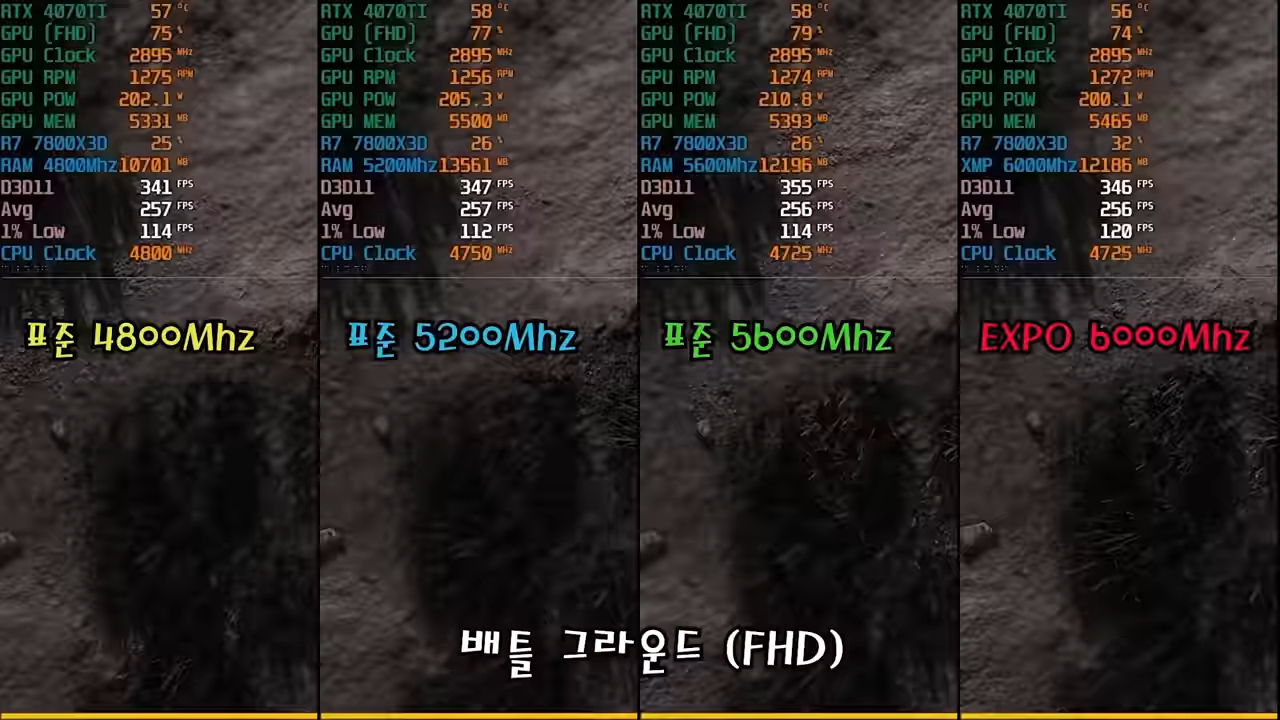 RTX 4070TI 57 °C
GPU (FHD) 75 %
GPU Clock 2895 MHz
GPU RPM 1275 RPM
GPU POW 202.1 W
GPU MEM 5331 MB
R7 7800X3D 25 %
RAM 4800Mhz 10701 MB
D3D11 341 FPS
Avg 257 FPS
1% Low 114 FPS
CPU Clock 4800 MHz
표준 4800Mhz
RTX 4070TI 58 °C
GPU (FHD) 77 %
GPU Clock 2895 MHz
GPU RPM 1256 RPM
GPU POW 205.3 W
GPU MEM 5500 MB
R7 7800X3D 26 %
RAM 5200Mhz 13561 MB
D3D11 347 FPS
Avg 257 FPS
1% Low 112 FPS
CPU Clock 4750 MHz
표준 5200Mhz
RTX 4070TI 58 °C
GPU (FHD) 79 %
GPU Clock 2895 MHz
GPU RPM 1274 RPM
GPU POW 210.8 W
GPU MEM 5393 MB
R7 7800X3D 26 %
RAM 5600Mhz 12196 MB
D3D11 355 FPS
Avg 256 FPS
1% Low 114 FPS
CPU Clock 4725 MHz
표준 5600Mhz
RTX 4070TI 56 °C
GPU (FHD) 74 %
GPU Clock 2895 MHz
GPU RPM 1272 RPM
GPU POW 200.1 W
GPU MEM 5465 MB
R7 7800X3D 32 %
XMP 6000Mhz 12186 MB
D3D11 346 FPS
Avg 256 FPS
1% Low 120 FPS
CPU Clock 4725 MHz
EXPO 6000Mhz
배틀 그라운드 (FHD)